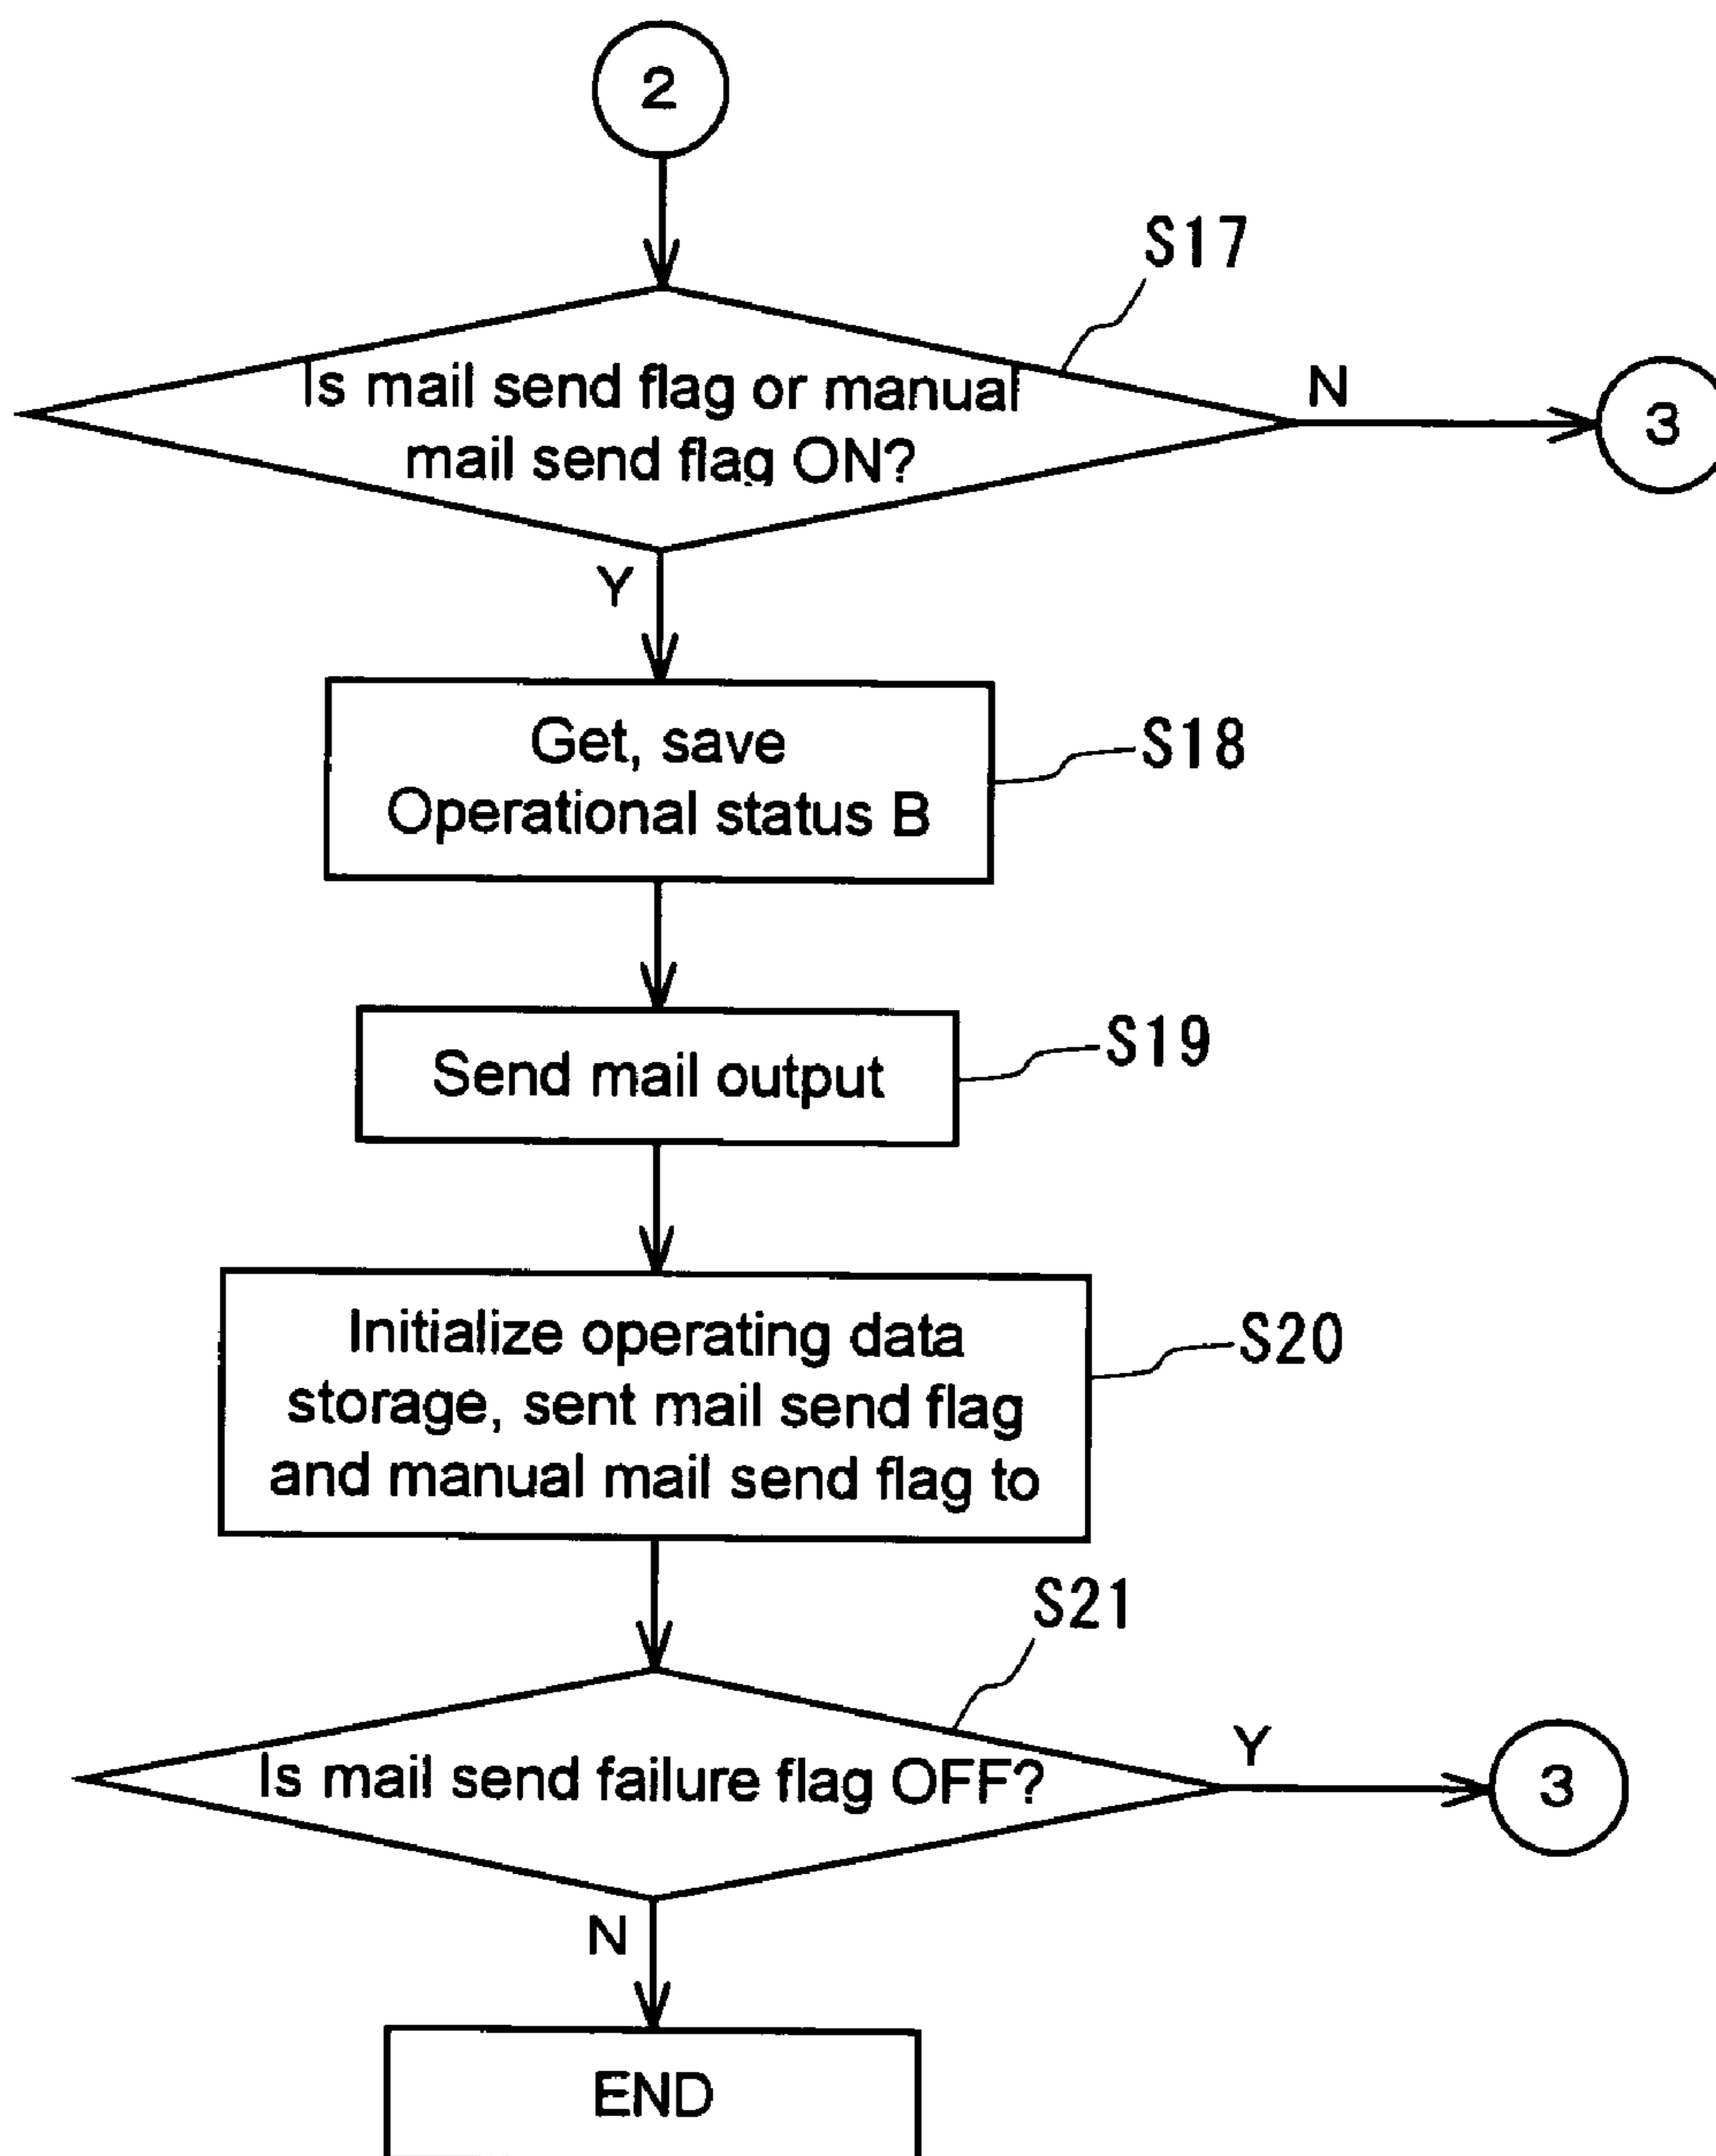 2
S17
Is mail send flag or manual
mail send flag ON?
N
3
Y
Get, save
Operational status B
S18
Send mail output
S19
Initialize operating data
storage, sent mail send flag
and manual mail send flag to
S20
S21
Is mail send failure flag OFF?
Y
3
N
END